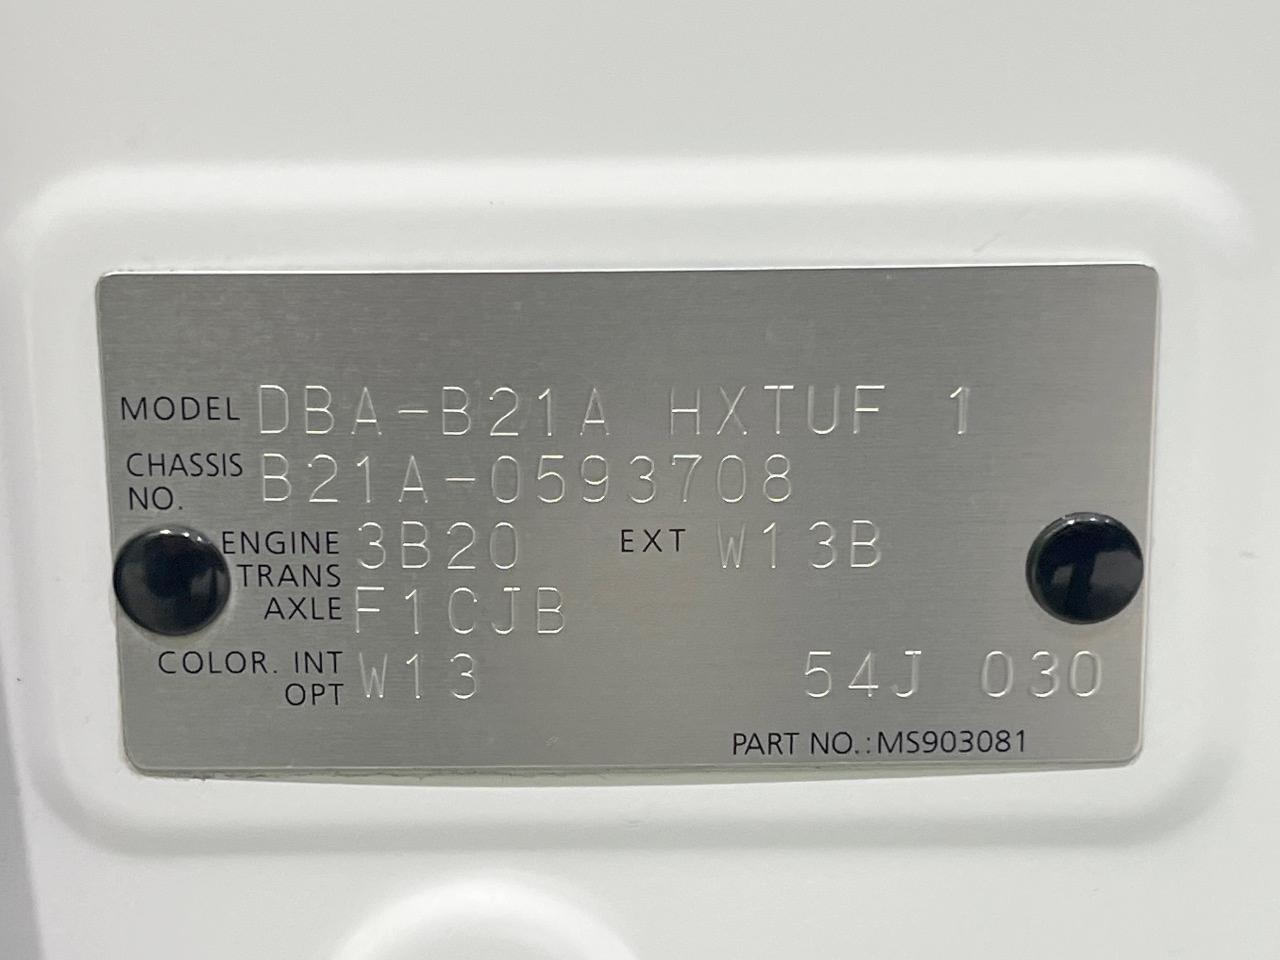 MODEL DBA-B21A HXTUF 1
CHASSIS NO. B21A-0593708
ENGINE 3B20 EXT W13B
TRANS AXLE F1CJB
COLOR. INT OPT W13 54J 030
PART NO.:MS903081